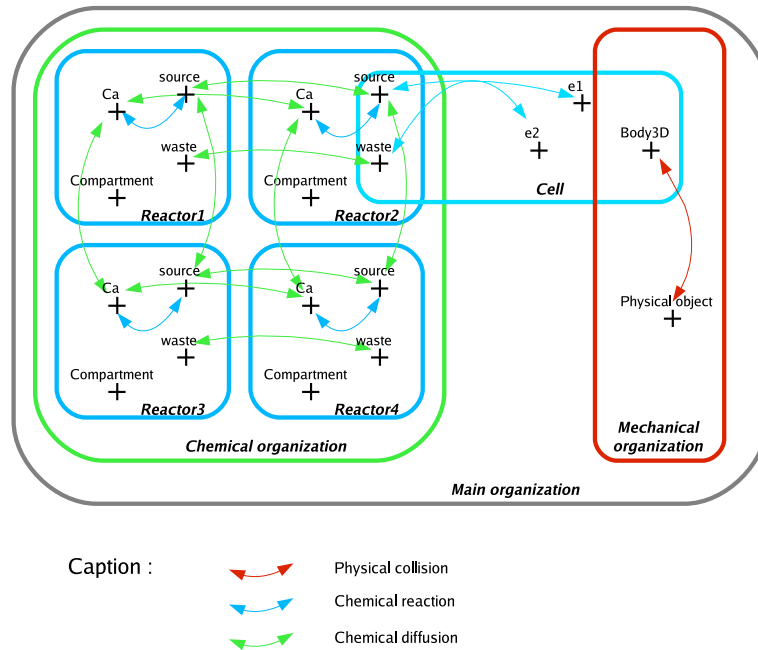 source
source
Ca
Ca
e1
waste
waste
e2
Body3D
Compartment
Compartment
Cell
Reactor1
Reactor2
source
source
Ca
Ca
Physical object
waste
waste
Compartment
Compartment
Reactor3
Reactor4
Mechanical
organization
Chemical organization
Main organization
Caption :
Physical collision
Chemical reaction
Chemical diffusion